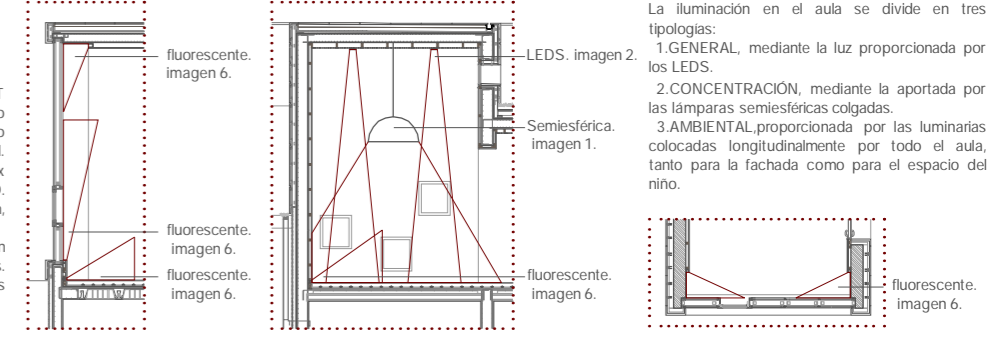 fluorescente.
imagen 6.
fluorescente.
imagen 6.
fluorescente.
imagen 6.
LEDS. imagen 2.
Semiesférica.
imagen 1.
fluorescente.
imagen 6.
La iluminación en el aula se divide en tres
tipologías:
1.GENERAL, mediante la luz proporcionada por
los LEDS.
2.CONCENTRACIÓN, mediante la aportada por
las lámparas semiesféricas colgadas.
3.AMBIENTAL,proporcionada por las luminarias
colocadas longitudinalmente por todo el aula,
tanto para la fachada como para el espacio del
niño.
fluorescente.
imagen 6.